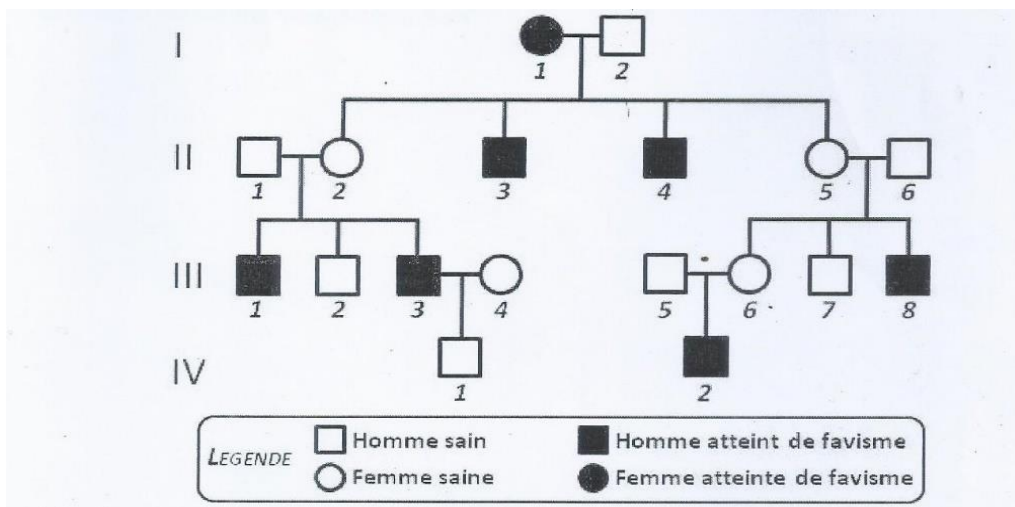 I
1 2
II
1 2 3 4 5 6
III
1 2 3 4 5 6 7 8
IV
1 2
LEGENDE
Homme sain Homme atteint de favisme
Femme saine Femme atteinte de favisme